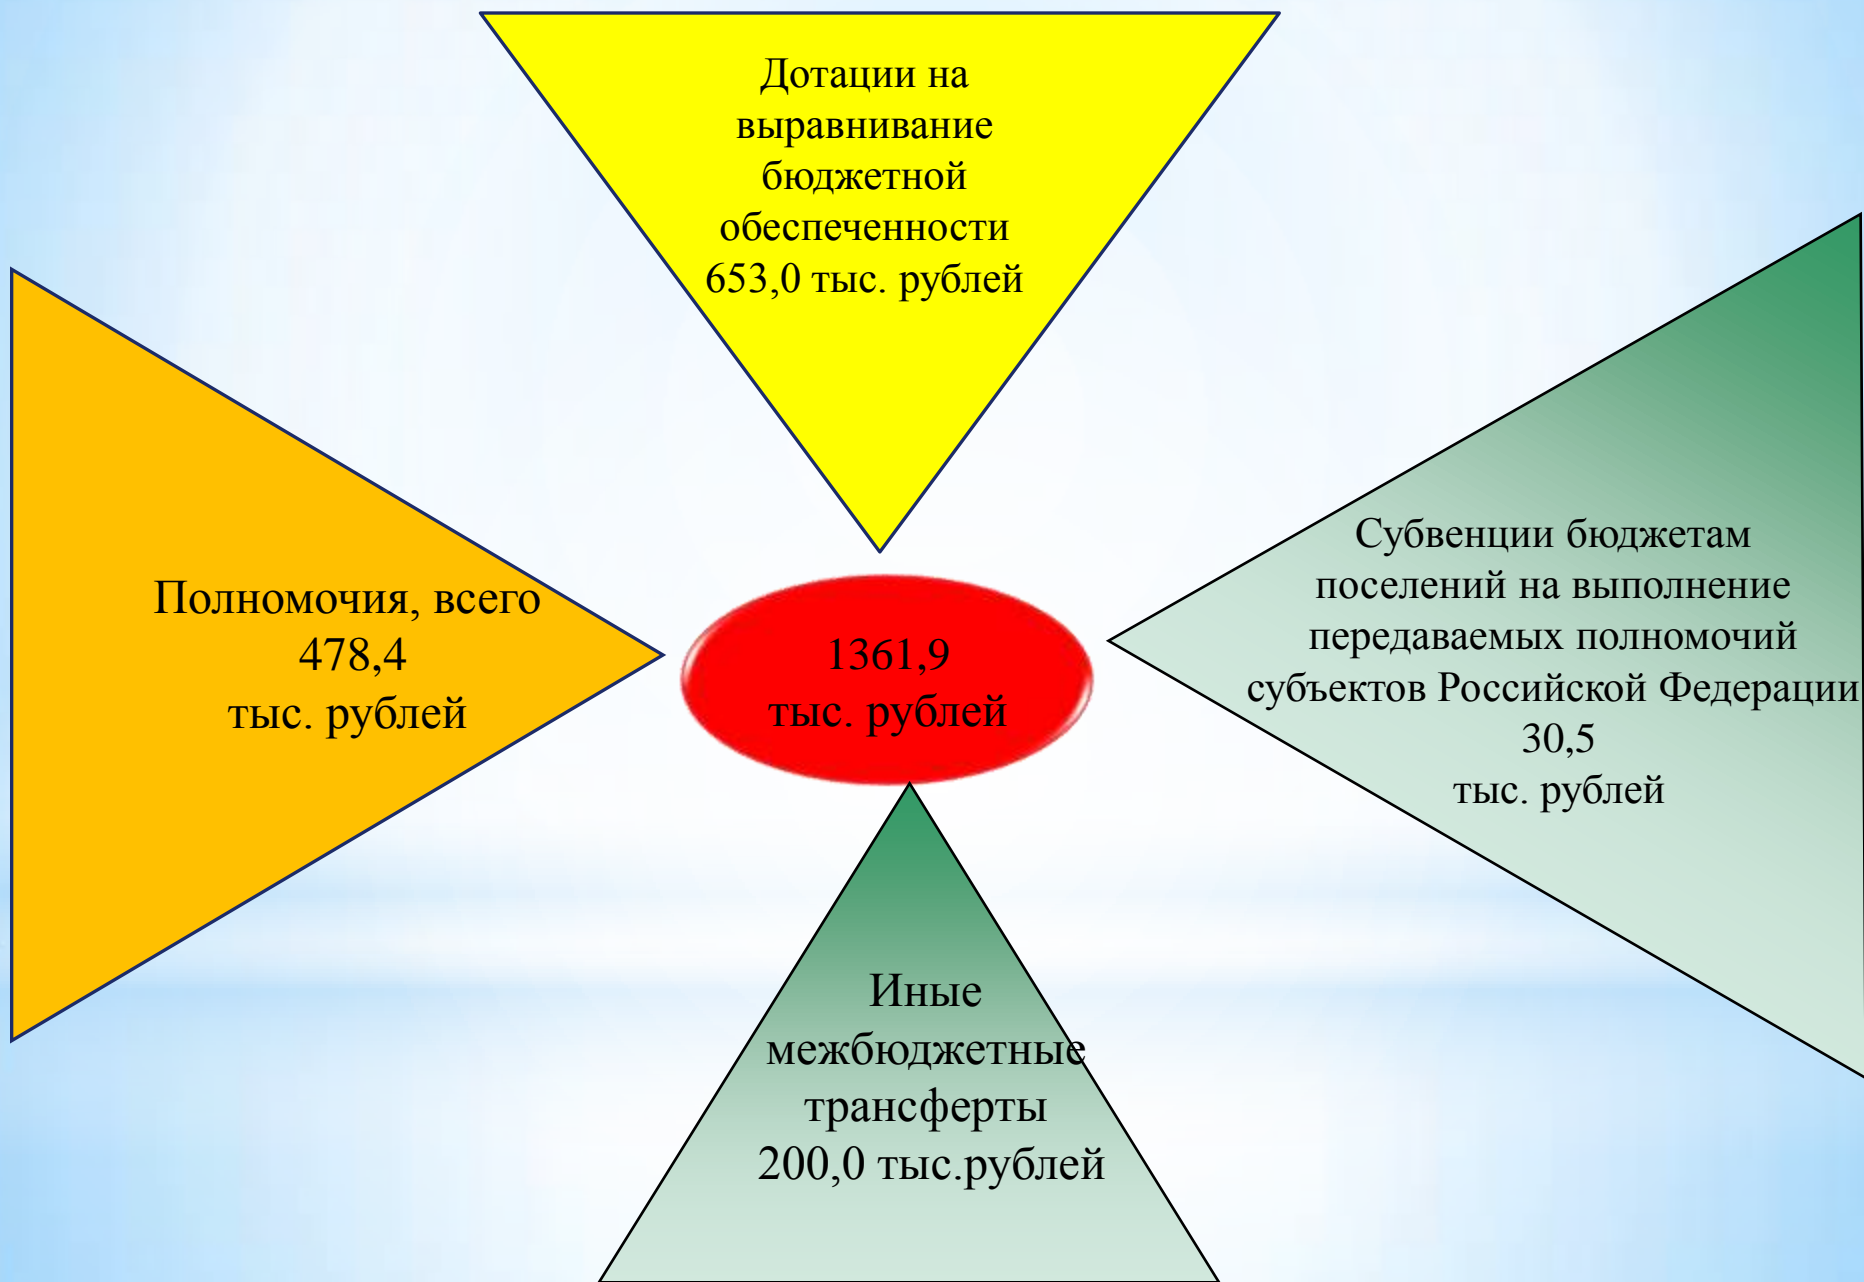 Дотации на
выравнивание
бюджетной
обеспеченности
653,0 тыс. рублей
Полномочия, всего
478,4
тыс. рублей
1361,9
тыс. рублей
Субвенции бюджетам
поселений на выполнение
передаваемых полномочий
субъектов Российской Федерации
30,5
тыс. рублей
Иные
межбюджетные
трансферты
200,0 тыс.рублей